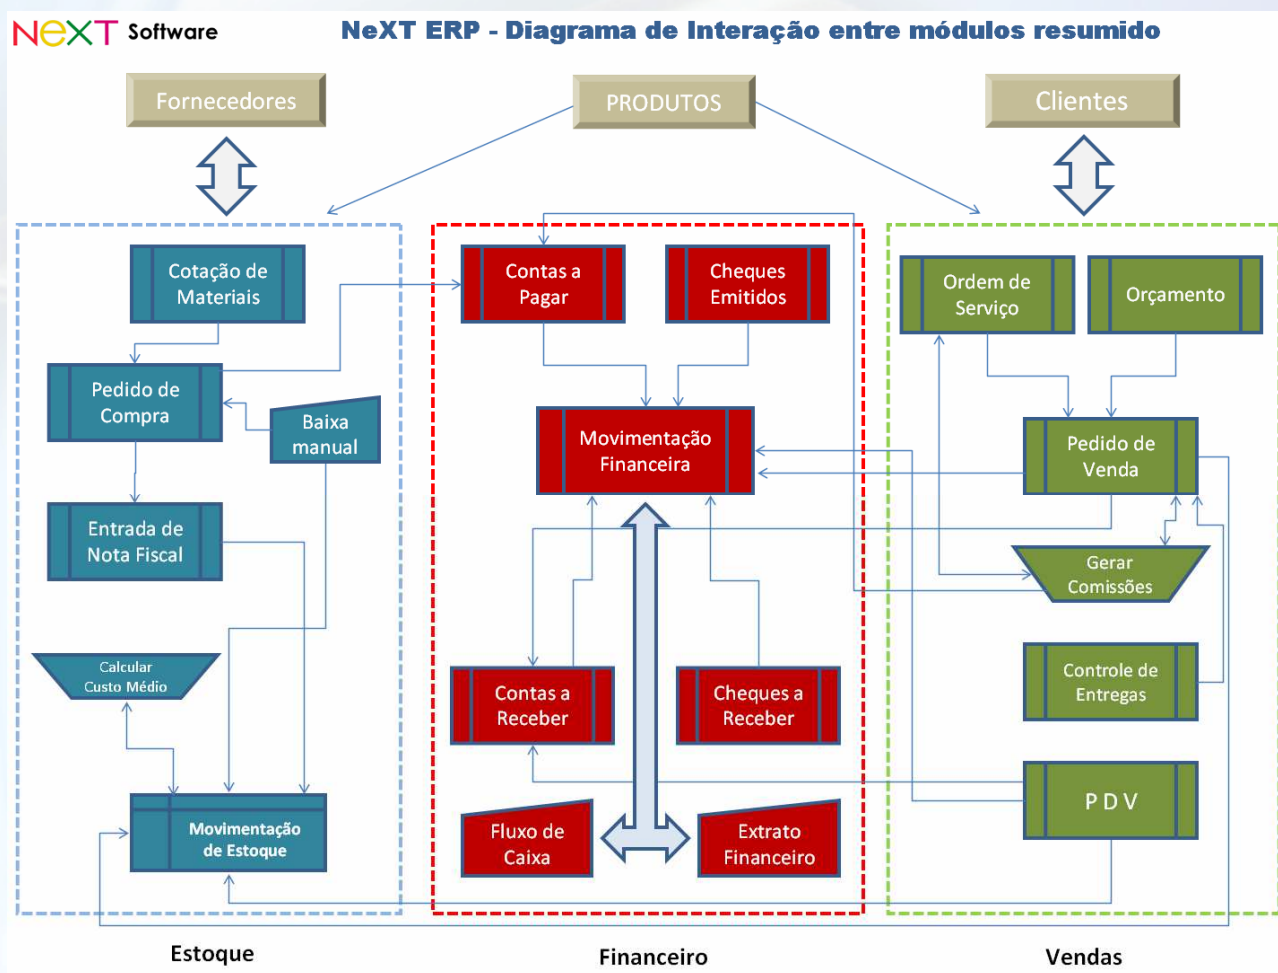 NeXT Software
NeXT ERP - Diagrama de Interação entre módulos resumido
Fornecedores
PRODUTOS
Clientes
Cotação de
Materiais
Pedido de
Compra
Baixa
manual
Entrada de
Nota Fiscal
Calcular
Custo Médio
Movimentação
de Estoque
Contas a
Pagar
Cheques
Emitidos
Movimentação
Financeira
Contas a
Receber
Cheques a
Receber
Fluxo de
Caixa
Extrato
Financeiro
Ordem de
Serviço
Orçamento
Pedido de
Venda
Gerar
Comissões
Controle de
Entregas
P D V
Estoque
Financeiro
Vendas